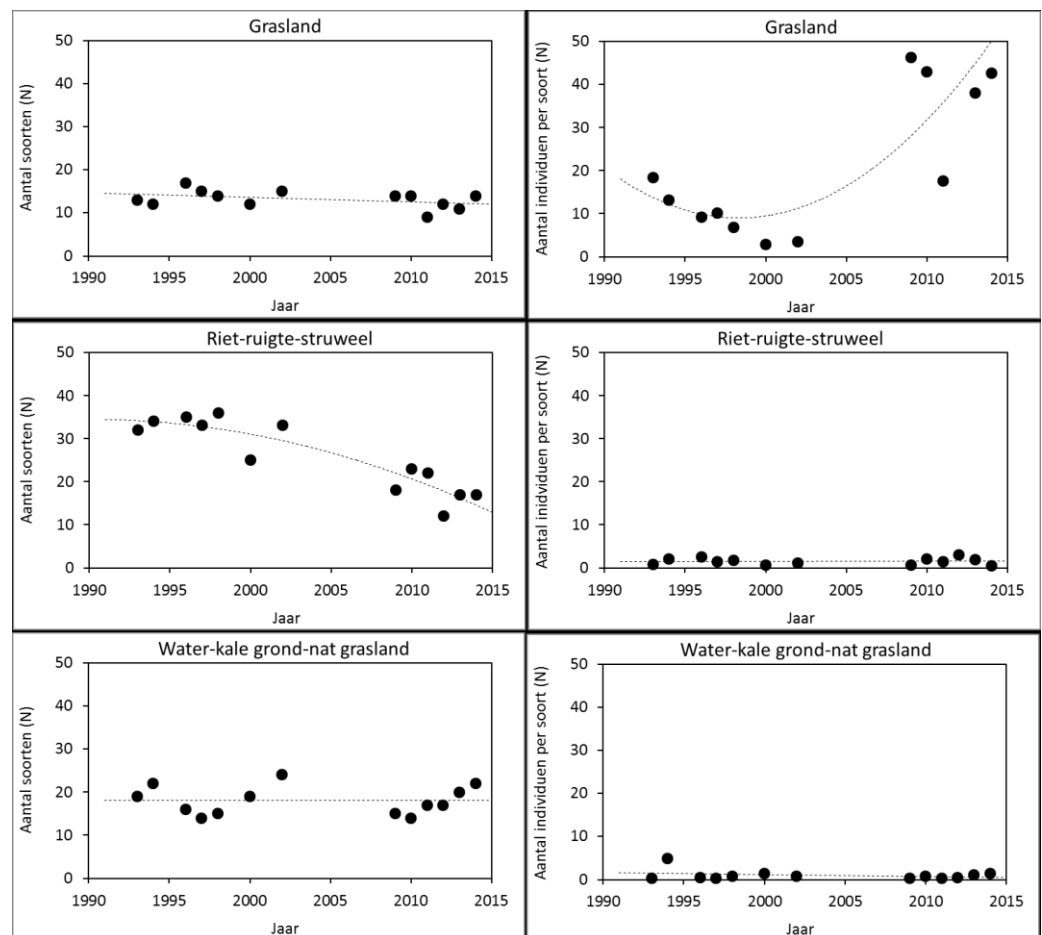 Grasland
Aantal soorten (N)
50
40
30
20
10
0
1990 1995 2000 2005 2010 2015
Jaar
Grasland
Aantal individuen per soort (N)
50
40
30
20
10
0
1990 1995 2000 2005 2010 2015
Jaar
Riet-ruigte-struweel
Aantal soorten (N)
50
40
30
20
10
0
1990 1995 2000 2005 2010 2015
Jaar
Riet-ruigte-struweel
Aantal inidviduen per soort (N)
50
40
30
20
10
0
1990 1995 2000 2005 2010 2015
Jaar
Water-kale grond-nat grasland
Aantal soorten (N)
50
40
30
20
10
0
1990 1995 2000 2005 2010 2015
Jaar
Water-kale grond-nat grasland
Aantal individuen per soort (N)
50
40
30
20
10
0
1990 1995 2000 2005 2010 2015
Jaar